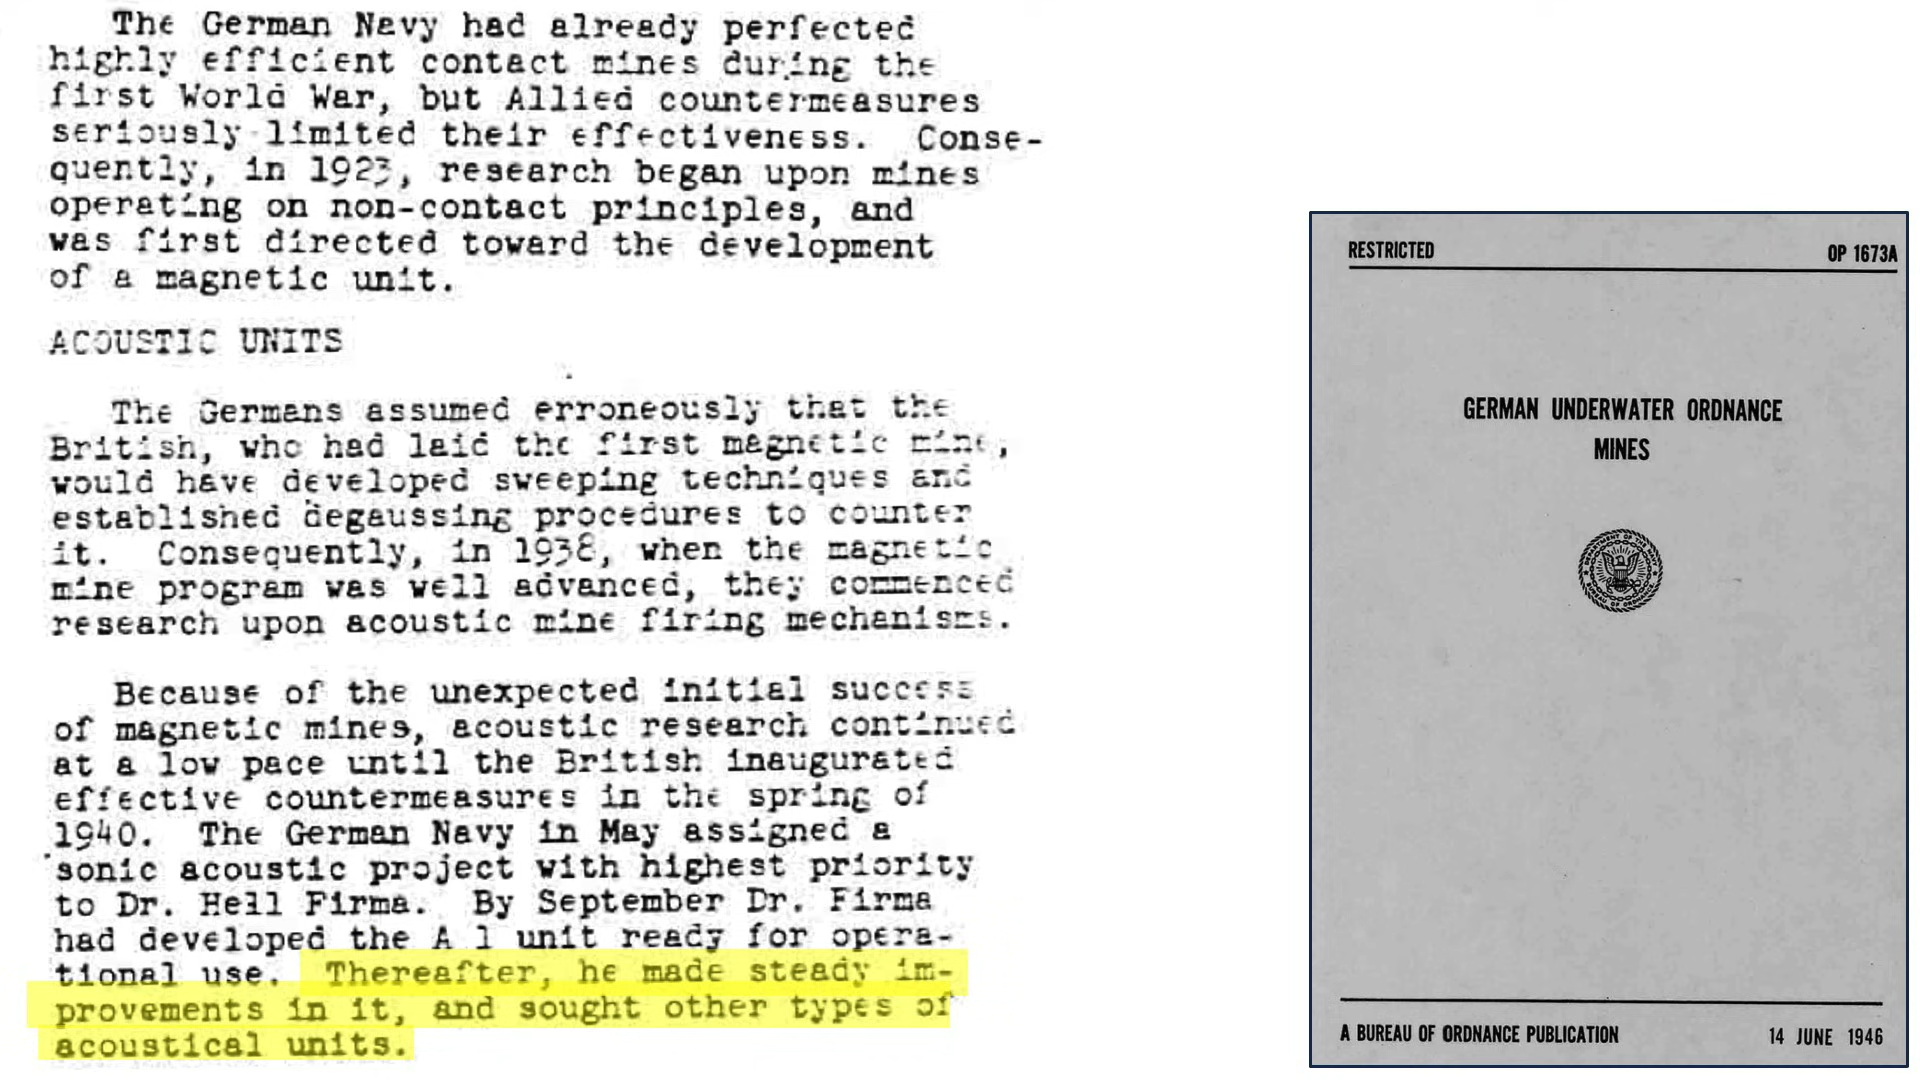 The German Navy had already perfected
highly efficient contact mines during the
first World War, but Allied countermeasures
seriously limited their effectiveness. Conse-
quently, in 1923, research began upon mines
operating on non-contact principles, and
was first directed toward the development
of a magnetic unit.
ACOUSTIC UNITS
The Germans assumed erroneously that the
British, who had laid the first magnetic mine,
would have developed sweeping techniques and
established degaussing procedures to counter
it. Consequently, in 1938, when the magnetic
mine program was well advanced, they commenced
research upon acoustic mine firing mechanisms.
Because of the unexpected initial success
of magnetic mines, acoustic research continued
at a low pace until the British inaugurated
effective countermeasures in the spring of
1940. The German Navy in May assigned a
sonic acoustic project with highest priority
to Dr. Hell Firma. By September Dr. Firma
had developed the A 1 unit ready for opera-
tional use. Thereafter, he made steady im-
provements in it, and sought other types of
acoustical units.
RESTRICTED OP 1673A
GERMAN UNDERWATER ORDNANCE
MINES
DEPARTMENT OF THE NAVY
BUREAU OF ORDNANCE
A BUREAU OF ORDNANCE PUBLICATION 14 JUNE 1946